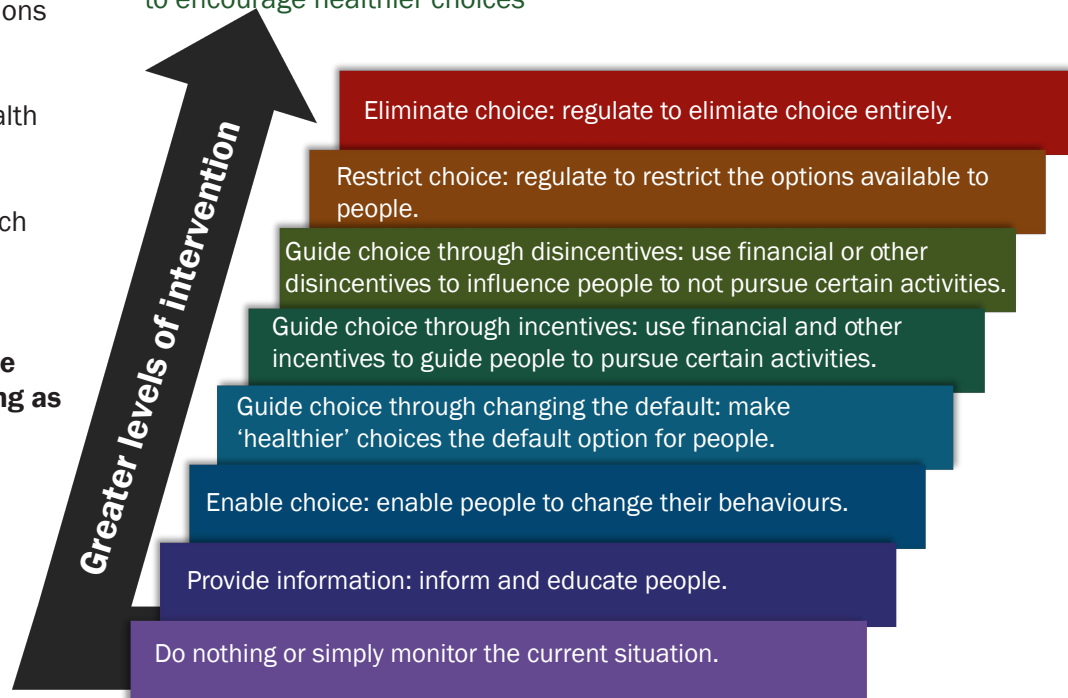 ons
alth
ch
e
ng as
to encourage healthier choices
Greater levels of intervention
Eliminate choice: regulate to elimiate choice entirely.
Restrict choice: regulate to restrict the options available to
people.
Guide choice through disincentives: use financial or other
disincentives to influence people to not pursue certain activities.
Guide choice through incentives: use financial and other
incentives to guide people to pursue certain activities.
Guide choice through changing the default: make
‘healthier’ choices the default option for people.
Enable choice: enable people to change their behaviours.
Provide information: inform and educate people.
Do nothing or simply monitor the current situation.